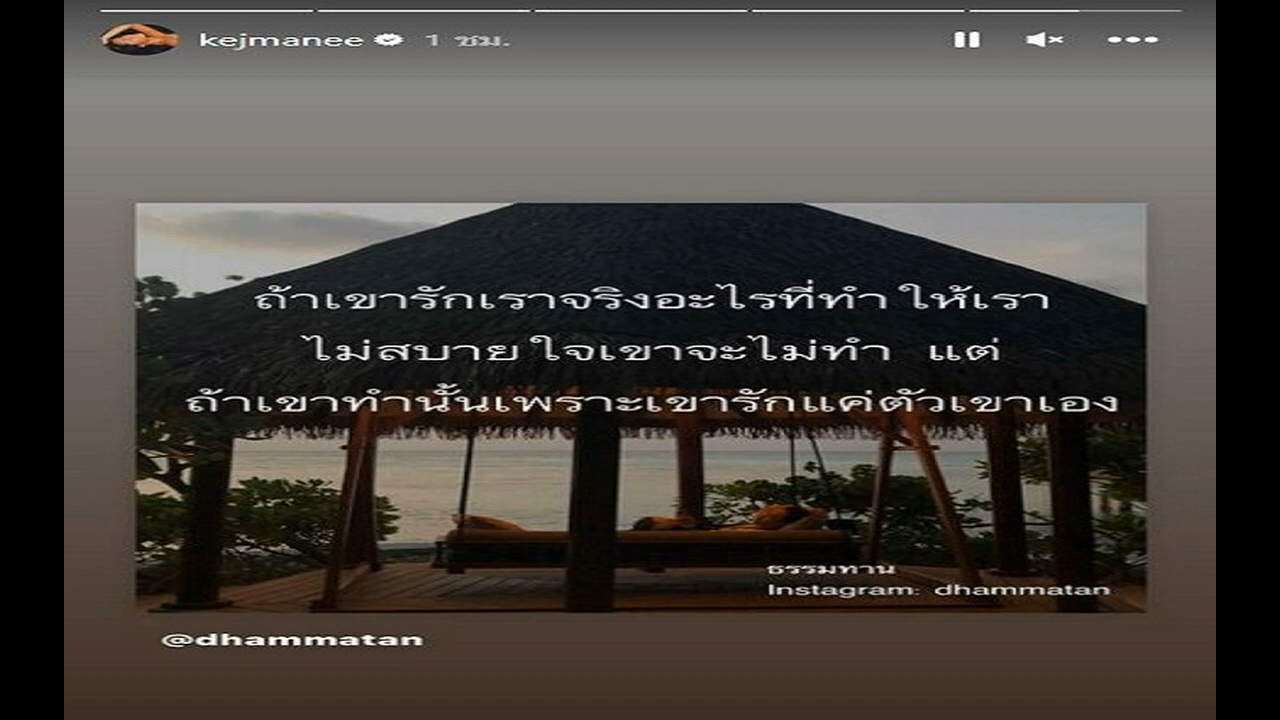 kejmanee 1 ชม.
ถ้าเขารักเราจริงอะไรที่ทำ ให้เรา
ไม่สบาย ใจเขาจะไม่ทำ แต่
ถ้าเขาทำนั้นเพราะเขารักแค่ตัวเขาเอง
ธรรมทาน
Instagram: dhammatan
@dhammatan